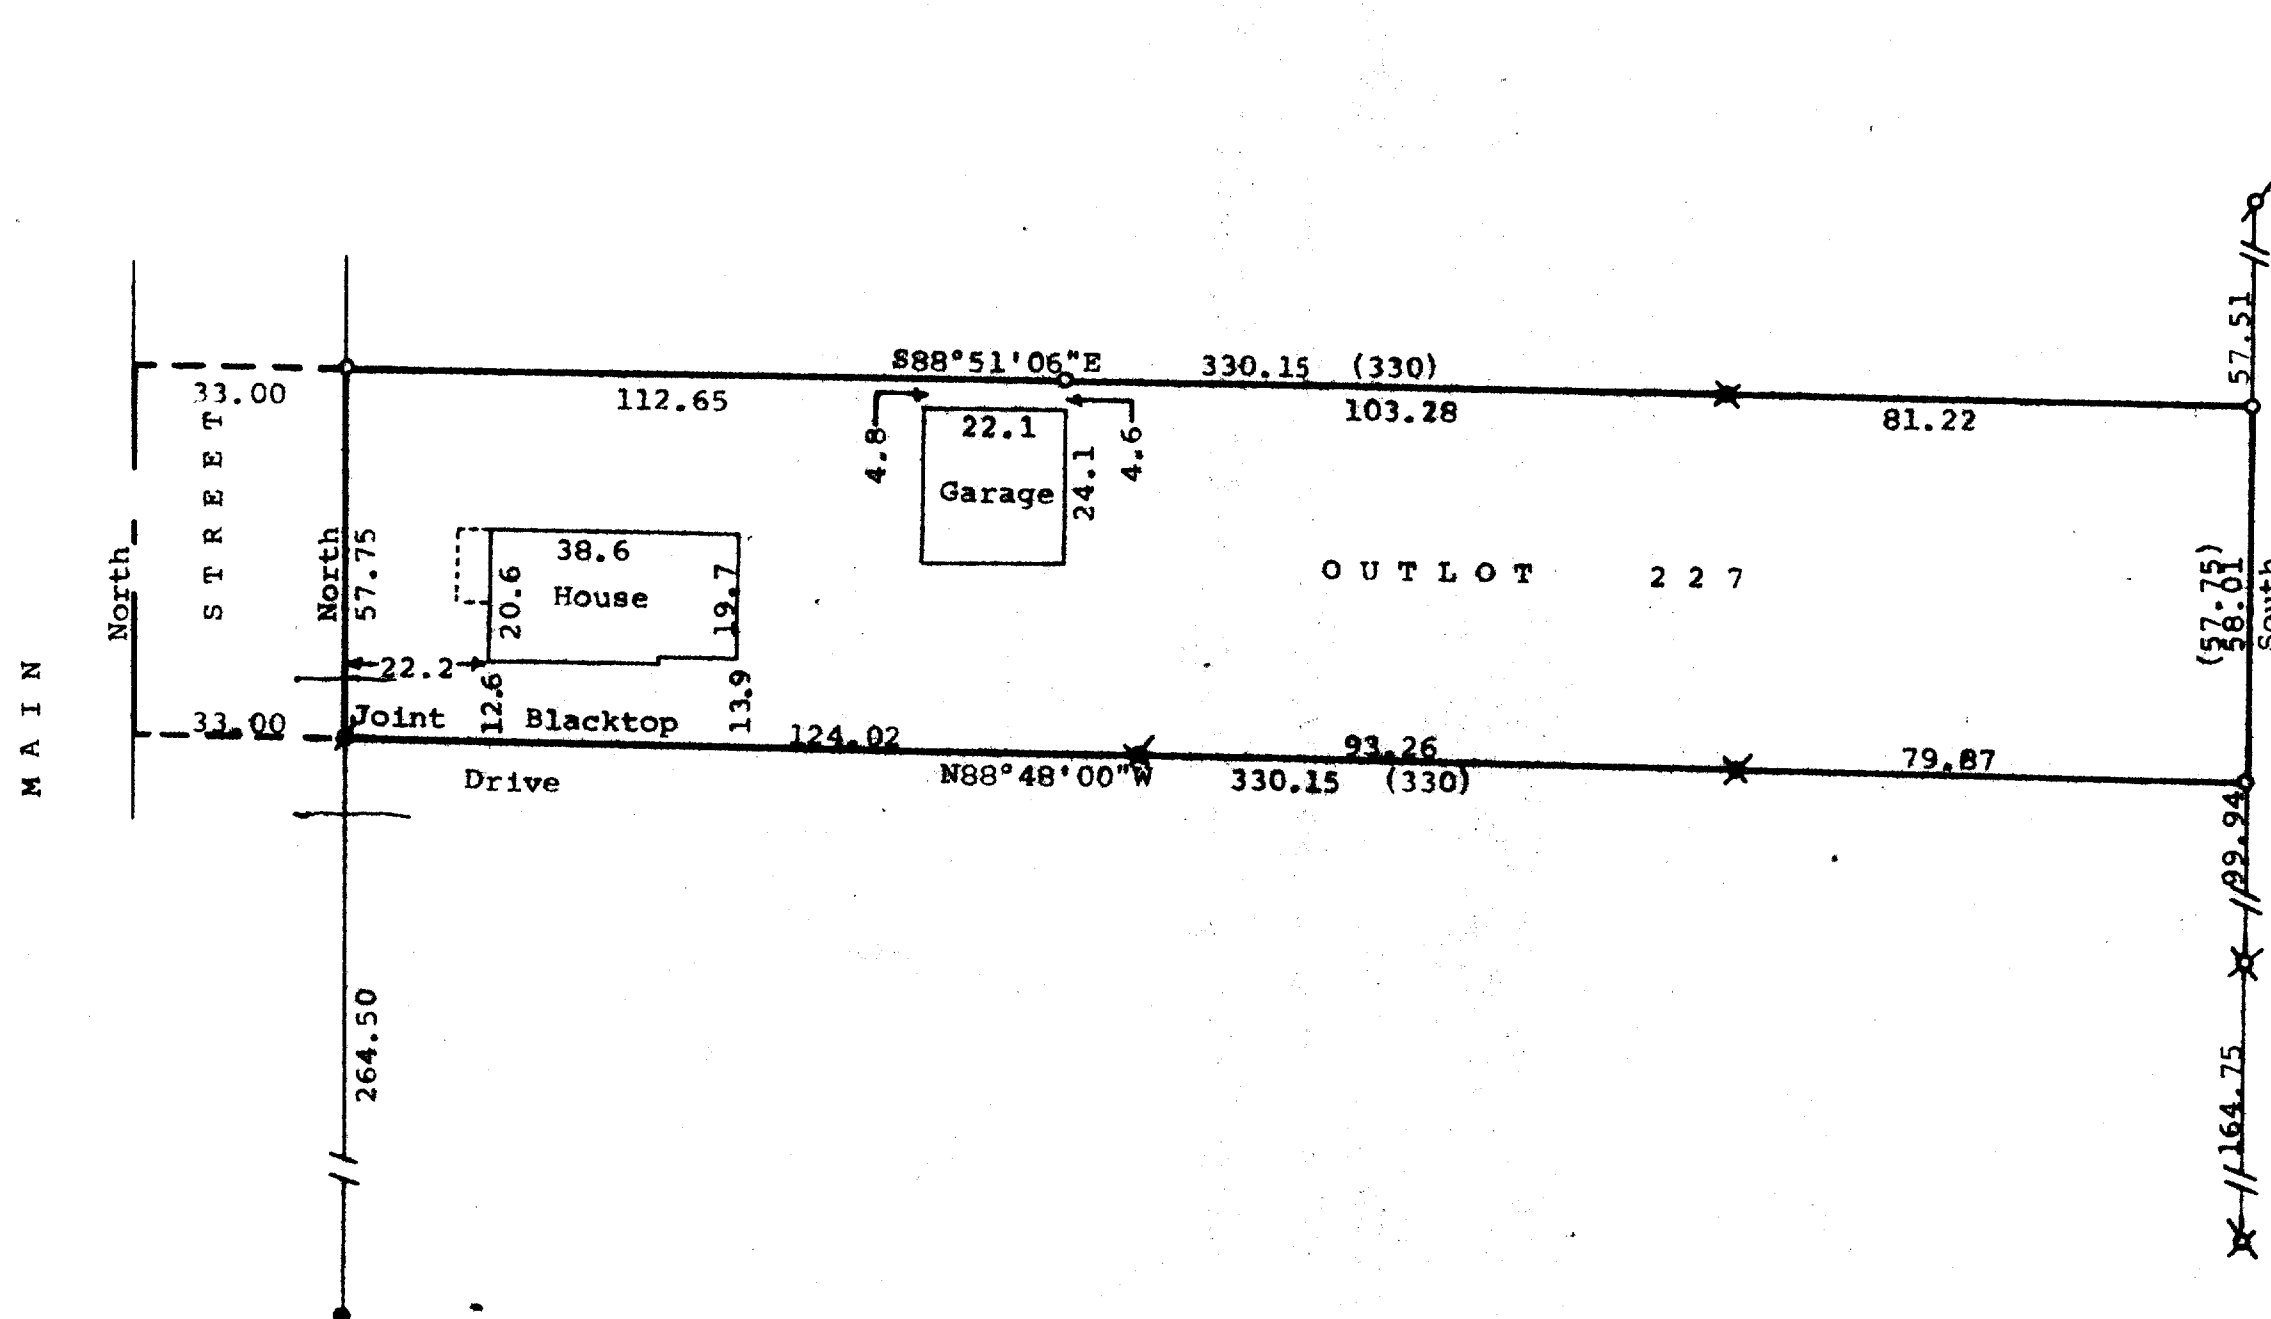 57.51
S88°51'06"E 330.15 (330)
33.00
112.65
103.28
81.22
22.1
4.8
4.6
24.1
Garage
STREET
North
North
57.75
38.6
House
20.6
19.7
OUTLOT 227
(57.75)
58.01
South
22.2
12.6
13.9
MAIN
33.00
Joint Blacktop
Drive
124.02
93.26
79.87
N88°48'00"W 330.15 (330)
99.94
264.50
164.75